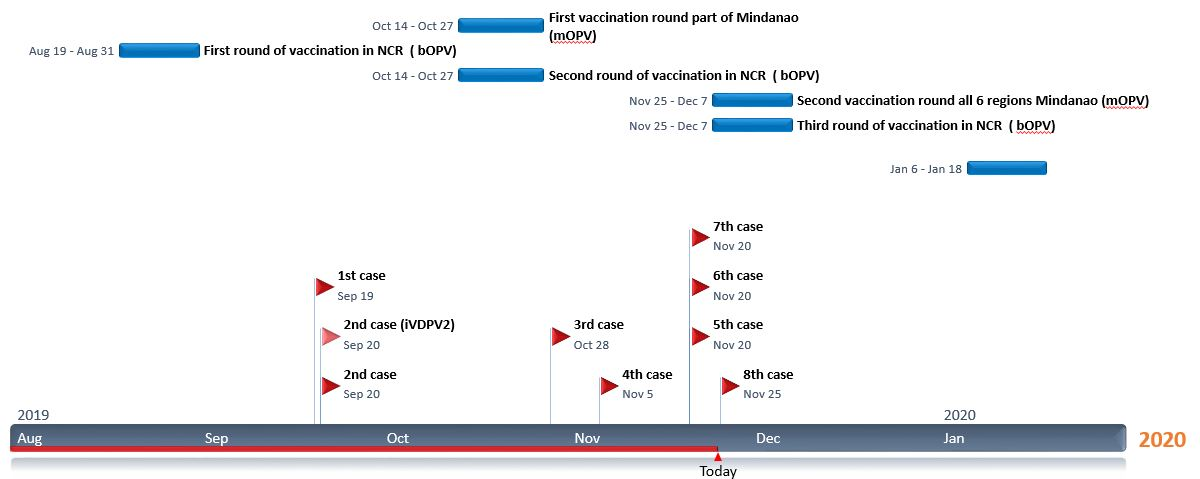 Oct 14 - Oct 27 First vaccination round part of Mindanao
(mOPV)
Aug 19 - Aug 31 First round of vaccination in NCR ( bOPV)
Oct 14 - Oct 27 Second round of vaccination in NCR ( bOPV)
Nov 25 - Dec 7 Second vaccination round all 6 regions Mindanao (mOPV)
Nov 25 - Dec 7 Third round of vaccination in NCR ( bOPV)
Jan 6 - Jan 18
7th case
Nov 20
1st case
Sep 19
6th case
Nov 20
2nd case (iVDPV2)
Sep 20
3rd case
Oct 28
5th case
Nov 20
2nd case
Sep 20
4th case
Nov 5
8th case
Nov 25
2019 2020
Aug Sep Oct Nov Dec Jan 2020
Today